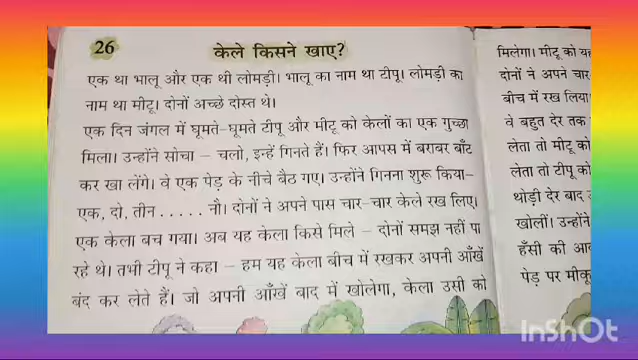 26
केले किसने खाए?
एक था भालू और एक थी लोमड़ी। भालू का नाम था टीपू। लोमड़ी का
नाम था मीटू। दोनों अच्छे दोस्त थे।
एक दिन जंगल में घूमते-घूमते टीपू और मीटू को केलों का एक गुच्छा
मिला। उन्होंने सोचा – चलो, इन्हें गिनते हैं। फिर आपस में बराबर बाँट
कर खा लेंगे। वे एक पेड़ के नीचे बैठ गए। उन्होंने गिनना शुरू किया–
एक, दो, तीन ..... नौ। दोनों ने अपने पास चार-चार केले रख लिए।
एक केला बच गया। अब यह केला किसे मिले – दोनों समझ नहीं पा
रहे थे। तभी टीपू ने कहा – हम यह केला बीच में रखकर अपनी आँखें
बंद कर लेते हैं। जो अपनी आँखें बाद में खोलेगा, केला उसी को
मिलेगा। मीटू को
दोनों ने अपने चार
बीच में रख लिया
वे बहुत देर तक
लेता तो मीटू को
लेता तो टीपू को
थोड़ी देर बाद
खोलीं। उन्होंने
हँसी की
पेड़ पर
InShOt